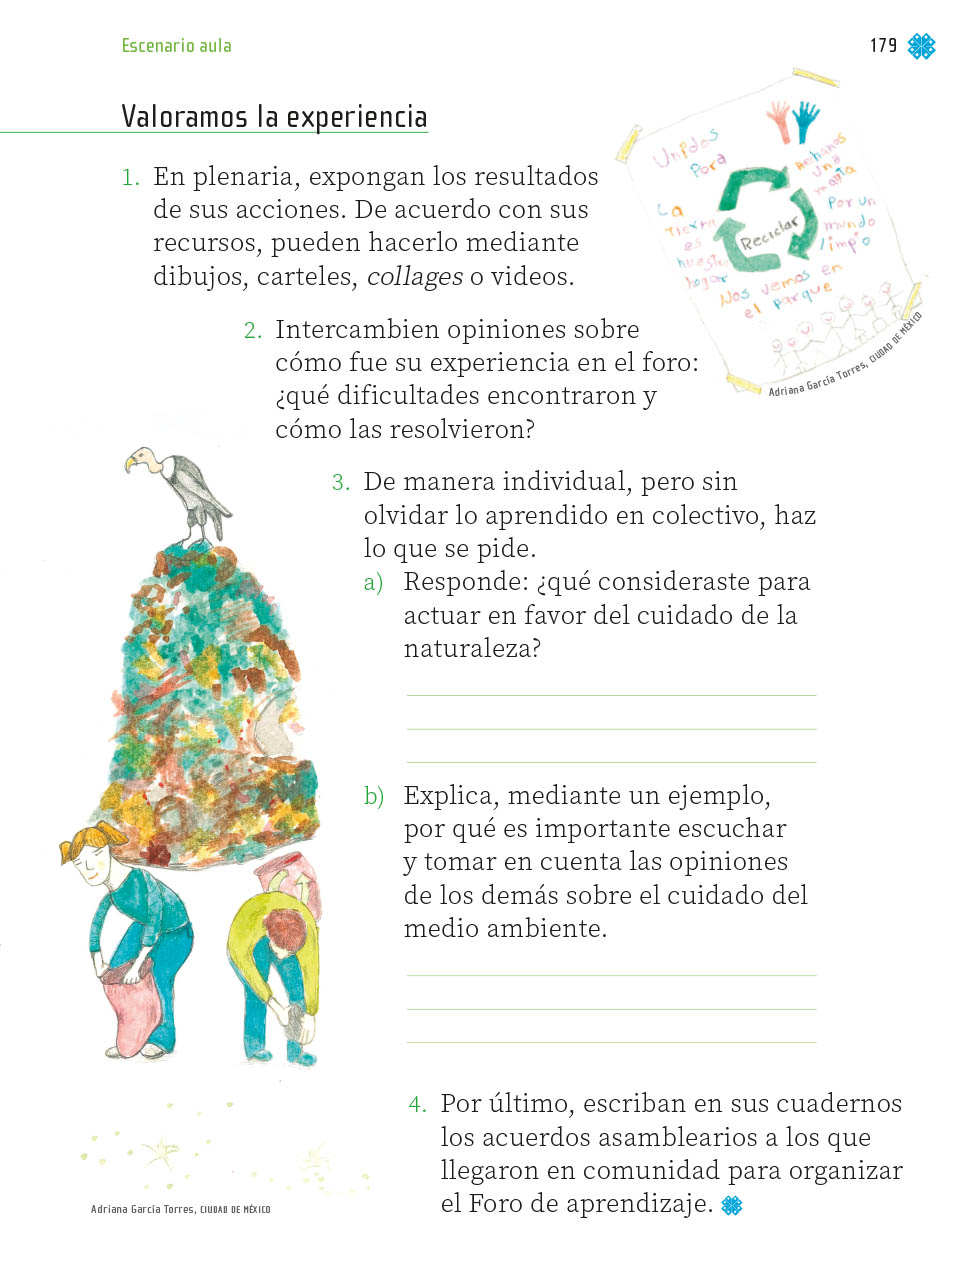 Escenario aula
179
Valoramos la experiencia
1. En plenaria, expongan los resultados
de sus acciones. De acuerdo con sus
recursos, pueden hacerlo mediante
dibujos, carteles, collages o videos.
Unidos
Pora
Hechanos
una
magia
La
Tierra
es
nuestro
hogar
Reciclar
Por un
mundo
limpio
Nos vemos en
el parque
Adriana García Torres, CIUDAD DE MÉXICO
2. Intercambien opiniones sobre
cómo fue su experiencia en el foro:
¿qué dificultades encontraron y
cómo las resolvieron?
3. De manera individual, pero sin
olvidar lo aprendido en colectivo, haz
lo que se pide.
a) Responde: ¿qué consideraste para
actuar en favor del cuidado de la
naturaleza?
b) Explica, mediante un ejemplo,
por qué es importante escuchar
y tomar en cuenta las opiniones
de los demás sobre el cuidado del
medio ambiente.
4. Por último, escriban en sus cuadernos
los acuerdos asamblearios a los que
llegaron en comunidad para organizar
el Foro de aprendizaje.
Adriana García Torres, CIUDAD DE MÉXICO